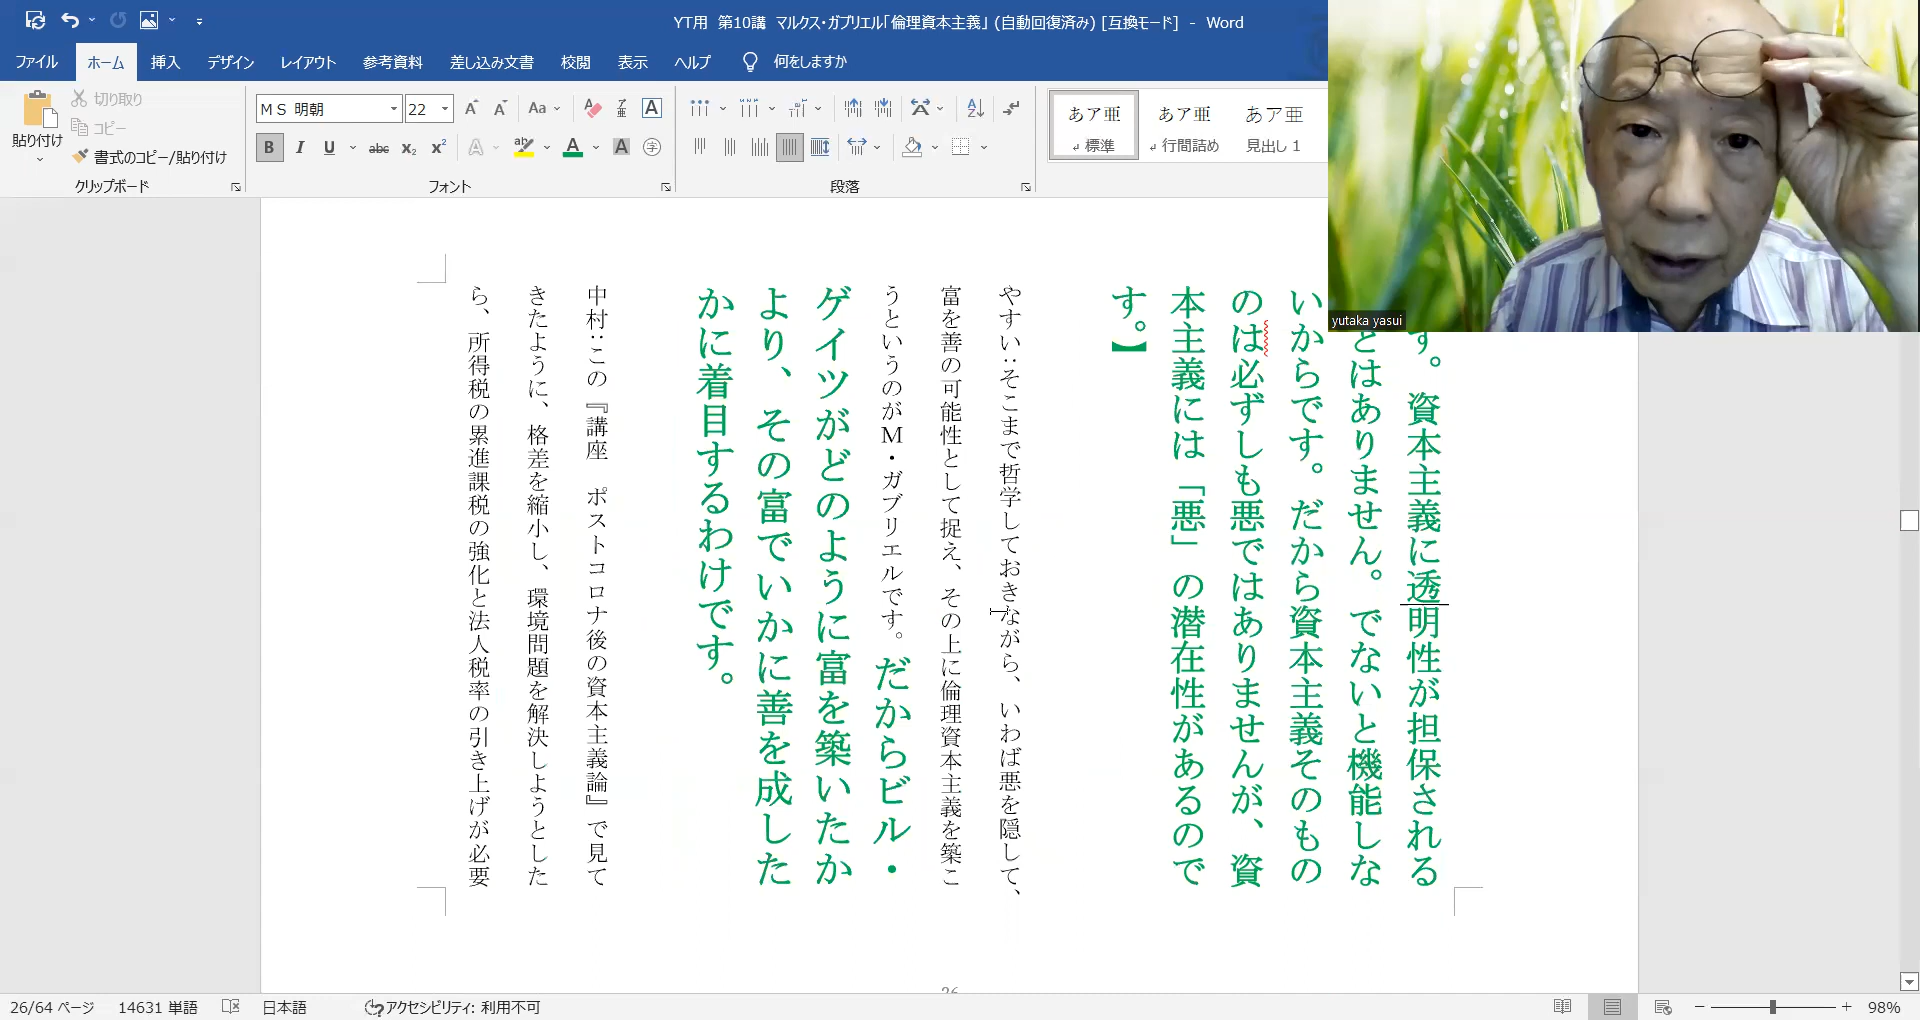 YT用 第10講 マルクス・ガブリエル「倫理資本主義」 (自動回復済み) [互換モード] - Word
ファイル ホーム 挿入 デザイン レイアウト 参考資料 差し込み文書 校閲 表示 ヘルプ 何をしますか
貼り付け
切り取り
コピー
書式のコピー/貼り付け
クリップボード
ＭＳ 明朝 22
フォント
段落
あア亜 標準
あア亜 行間詰め
あア亜 見出し 1
yutaka yasui
す。資本主義に透明性が担保される
とはありません。でないと機能しな
いからです。だから資本主義そのもの
のは必ずしも悪ではありませんが、資
本主義には「悪」の潜在性があるので
す。】
やすい：そこまで哲学しておきながら、いわば悪を隠して、
富を善の可能性として捉え、その上に倫理資本主義を築こ
うというのがＭ・ガブリエルです。だからビル・
ゲイツがどのように富を築いたか
より、その富でいかに善を成した
かに着目するわけです。
中村：この『講座 ポストコロナ後の資本主義論』で見て
きたように、格差を縮小し、環境問題を解決しようとした
ら、所得税の累進課税の強化と法人税率の引き上げが必要
26/64 ページ 14631 単語 日本語 アクセシビリティ: 利用不可 98%